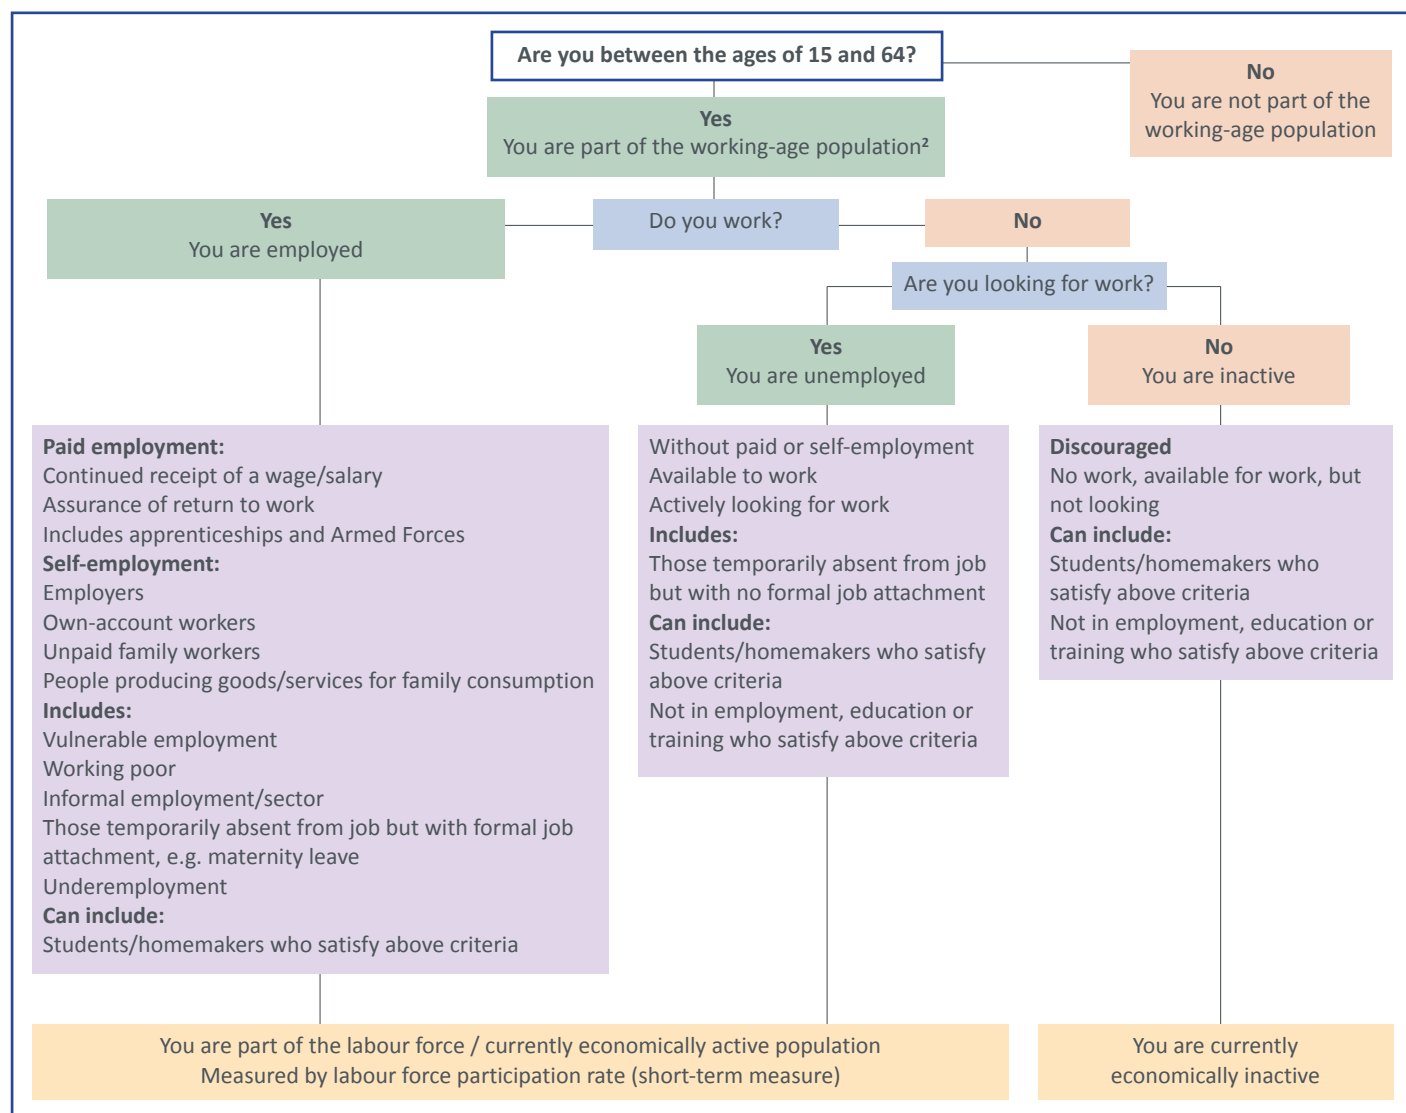 Are you between the ages of 15 and 64?
No
You are not part of the
working-age population
Yes
You are part of the working-age population²
Yes
You are employed
Do you work?
No
Are you looking for work?
Yes
You are unemployed
No
You are inactive
Paid employment:
Continued receipt of a wage/salary
Assurance of return to work
Includes apprenticeships and Armed Forces
Self-employment:
Employers
Own-account workers
Unpaid family workers
People producing goods/services for family consumption
Includes:
Vulnerable employment
Working poor
Informal employment/sector
Those temporarily absent from job but with formal job
attachment, e.g. maternity leave
Underemployment
Can include:
Students/homemakers who satisfy above criteria
Without paid or self-employment
Available to work
Actively looking for work
Includes:
Those temporarily absent from job
but with no formal job attachment
Can include:
Students/homemakers who satisfy
above criteria
Not in employment, education or
training who satisfy above criteria
Discouraged
No work, available for work, but
not looking
Can include:
Students/homemakers who
satisfy above criteria
Not in employment, education or
training who satisfy above criteria
You are part of the labour force / currently economically active population
Measured by labour force participation rate (short-term measure)
You are currently
economically inactive